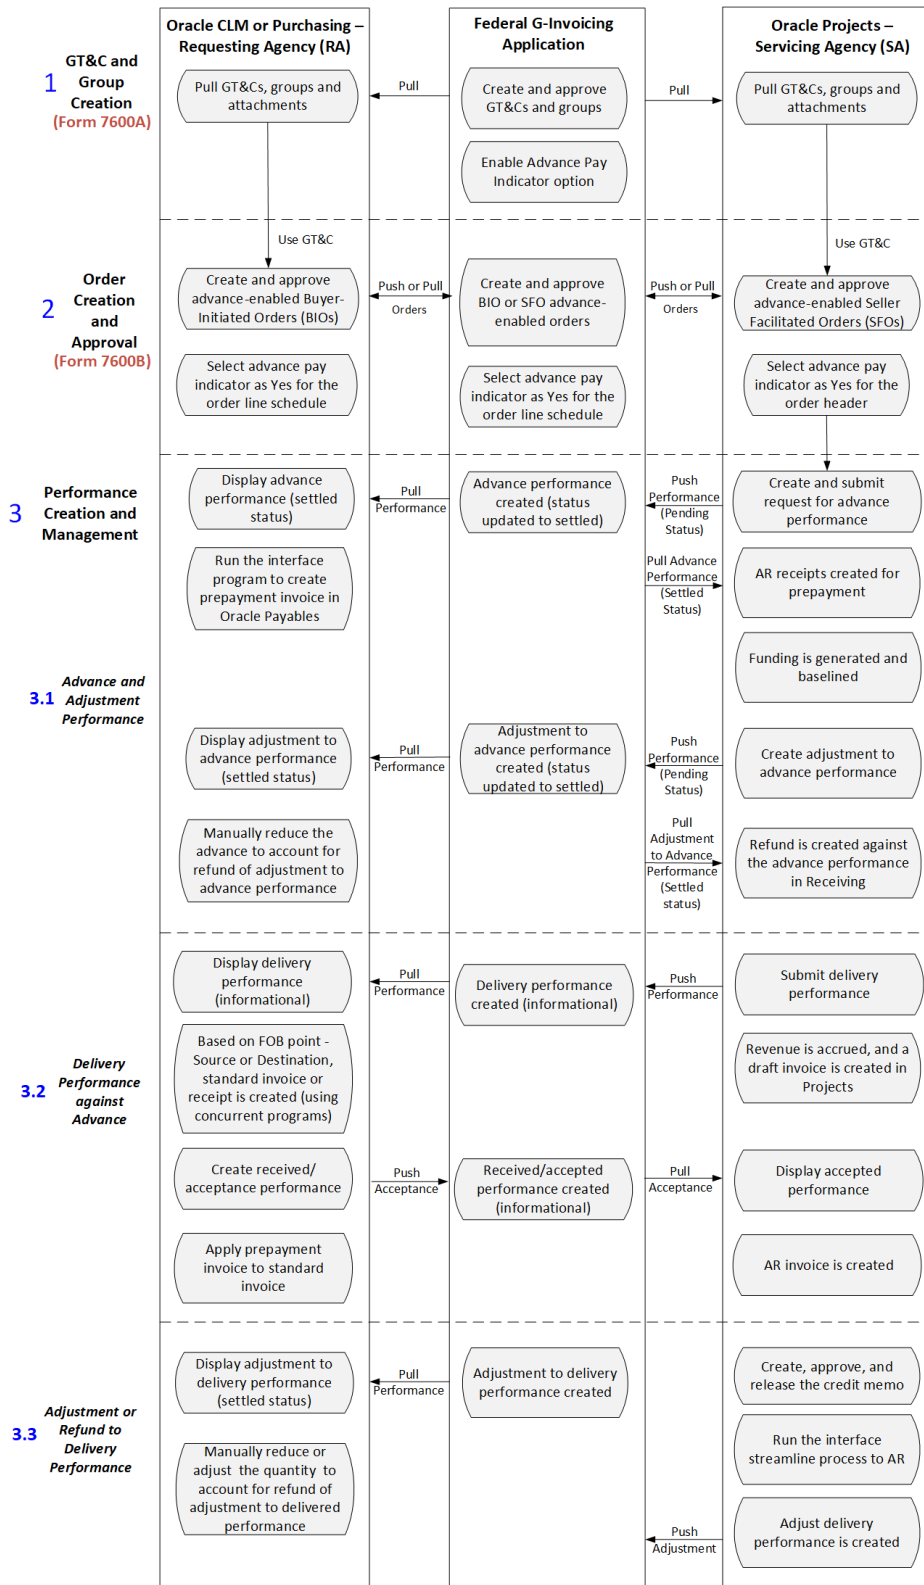 Oracle CLM or Purchasing –
Requesting Agency (RA)
Federal G-Invoicing
Application
Oracle Projects –
Servicing Agency (SA)
1
GT&C and
Group
Creation
(Form 7600A)
Pull GT&Cs, groups and
attachments
Pull
Create and approve
GT&Cs and groups
Pull
Pull GT&Cs, groups and
attachments
Enable Advance Pay
Indicator option
Use GT&C
Use GT&C
2
Order
Creation
and
Approval
(Form 7600B)
Create and approve
advance-enabled Buyer-
Initiated Orders (BIOs)
Push or Pull
Orders
Create and approve
BIO or SFO advance-
enabled orders
Push or Pull
Orders
Create and approve
advance-enabled Seller
Facilitated Orders (SFOs)
Select advance pay
indicator as Yes for the
order line schedule
Select advance pay
indicator as Yes for the
order line schedule
Select advance pay
indicator as Yes for the
order header
3
Performance
Creation and
Management
Display advance
performance (settled
status)
Pull
Performance
Advance performance
created (status
updated to settled)
Push
Performance
(Pending
Status)
Create and submit
request for advance
performance
Run the interface
program to create
prepayment invoice in
Oracle Payables
Pull Advance
Performance
(Settled
Status)
AR receipts created for
prepayment
Funding is generated and
baselined
3.1
Advance and
Adjustment
Performance
Display adjustment to
advance performance
(settled status)
Pull
Performance
Adjustment to
advance performance
created (status
updated to settled)
Push
Performance
(Pending
Status)
Create adjustment to
advance performance
Manually reduce the
advance to account for
refund of adjustment to
advance performance
Pull
Adjustment
to Advance
Performance
(Settled
status)
Refund is created against
the advance performance
in Receiving
3.2
Delivery
Performance
against
Advance
Display delivery
performance
(informational)
Pull
Performance
Delivery performance
created (informational)
Push
Performance
Submit delivery
performance
Based on FOB point -
Source or Destination,
standard invoice or
receipt is created (using
concurrent programs)
Revenue is accrued, and a
draft invoice is created in
Projects
Create received/
acceptance performance
Push
Acceptance
Received/accepted
performance created
(informational)
Pull
Acceptance
Display accepted
performance
Apply prepayment
invoice to standard
invoice
AR invoice is created
3.3
Adjustment or
Refund to
Delivery
Performance
Display adjustment to
delivery performance
(settled status)
Pull
Performance
Adjustment to delivery
performance created
Create, approve, and
release the credit memo
Manually reduce or
adjust the quantity to
account for refund of
adjustment to delivered
performance
Run the interface
streamline process to AR
Push
Adjustment
Adjust delivery
performance is created